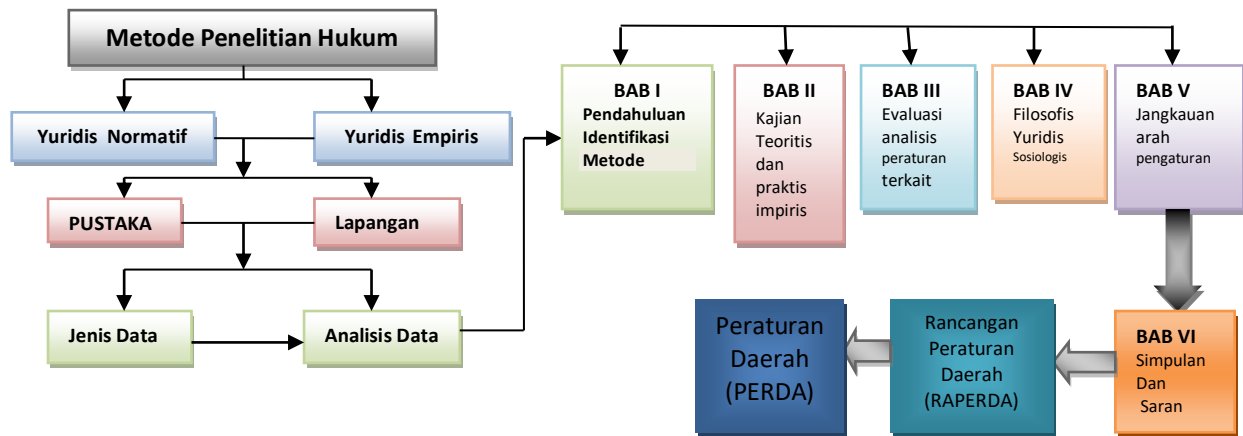 Metode Penelitian Hukum
Yuridis Normatif
Yuridis Empiris
PUSTAKA
Lapangan
Jenis Data
Analisis Data
BAB I
Pendahuluan
Identifikasi
Metode
BAB II
Kajian
Teoritis
dan
praktis
impiris
BAB III
Evaluasi
analisis
peraturan
terkait
BAB IV
Filosofis
Yuridis
Sosiologis
BAB V
Jangkauan
arah
pengaturan
BAB VI
Simpulan
Dan
Saran
Rancangan
Peraturan
Daerah
(RAPERDA)
Peraturan
Daerah
(PERDA)